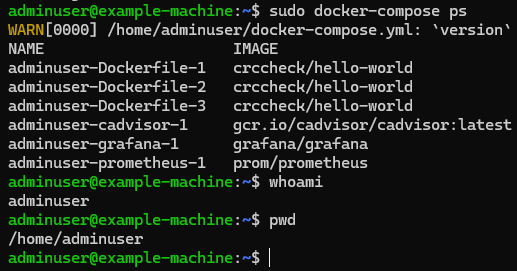 adminuser@example-machine:~$ sudo docker-compose ps
WARN[0000] /home/adminuser/docker-compose.yml: `version`
NAME                   IMAGE
adminuser-Dockerfile-1   crccheck/hello-world
adminuser-Dockerfile-2   crccheck/hello-world
adminuser-Dockerfile-3   crccheck/hello-world
adminuser-cadvisor-1     gcr.io/cadvisor/cadvisor:latest
adminuser-grafana-1      grafana/grafana
adminuser-prometheus-1   prom/prometheus
adminuser@example-machine:~$ whoami
adminuser
adminuser@example-machine:~$ pwd
/home/adminuser
adminuser@example-machine:~$